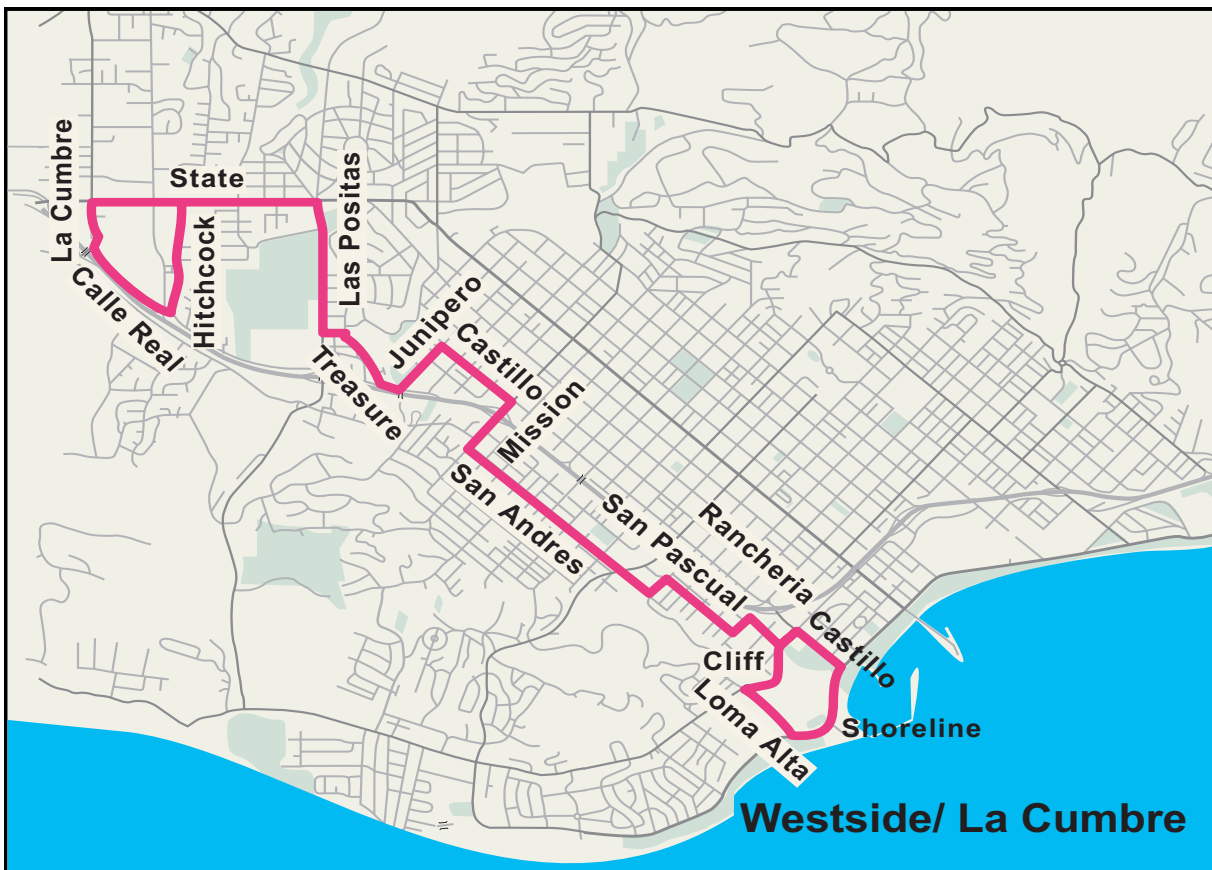 La Cumbre
State
Las Positas
Hitchcock
Calle Real
Junipero
Castillo
Treasure
Mission
San Andres
San Pascual
Rancheria
Castillo
Cliff
Loma Alta
Shoreline
Westside/ La Cumbre